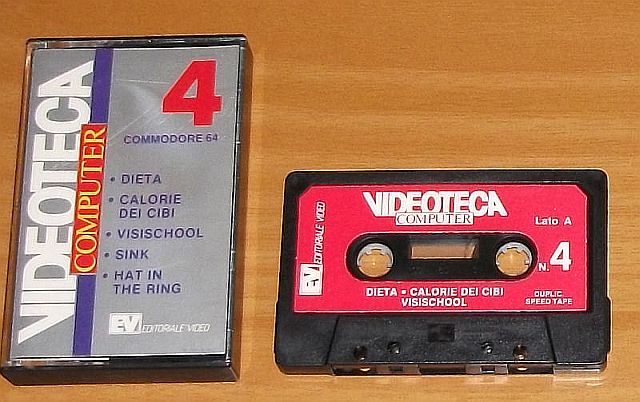 VIDEOTECA
COMPUTER
4
COMMODORE 64
• DIETA
• CALORIE
DEI CIBI
• VISISCHOOL
• SINK
• HAT IN
THE RING
EV EDITORIALE VIDEO
VIDEOTECA
COMPUTER
Lato A
EV EDITORIALE VIDEO
N. 4
DIETA • CALORIE DEI CIBI
VISISCHOOL
DUPLIC.
SPEED TAPE